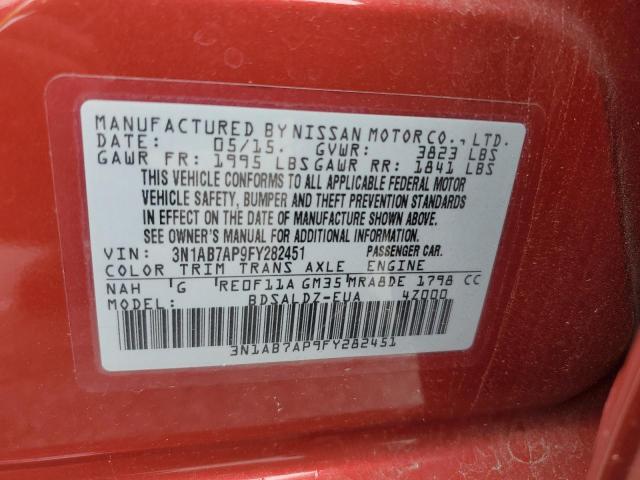 MANUFACTURED BY NISSAN MOTOR CO., LTD.
DATE: 05/15. GVWR: 3823 LBS
GAWR FR: 1995 LBS GAWR RR: 1841 LBS
THIS VEHICLE CONFORMS TO ALL APPLICABLE FEDERAL MOTOR
VEHICLE SAFETY, BUMPER AND THEFT PREVENTION STANDARDS
IN EFFECT ON THE DATE OF MANUFACTURE SHOWN ABOVE.
SEE OWNER'S MANUAL FOR ADDITIONAL INFORMATION.
VIN: 3N1AB7AP9FY282451 PASSENGER CAR.
COLOR TRIM TRANS AXLE ENGINE
NAH G RE0F11A GM35 MRA8DE 1798 CC
BDSALDZ-EUA 4Z000
3N1AB7AP9FY282451